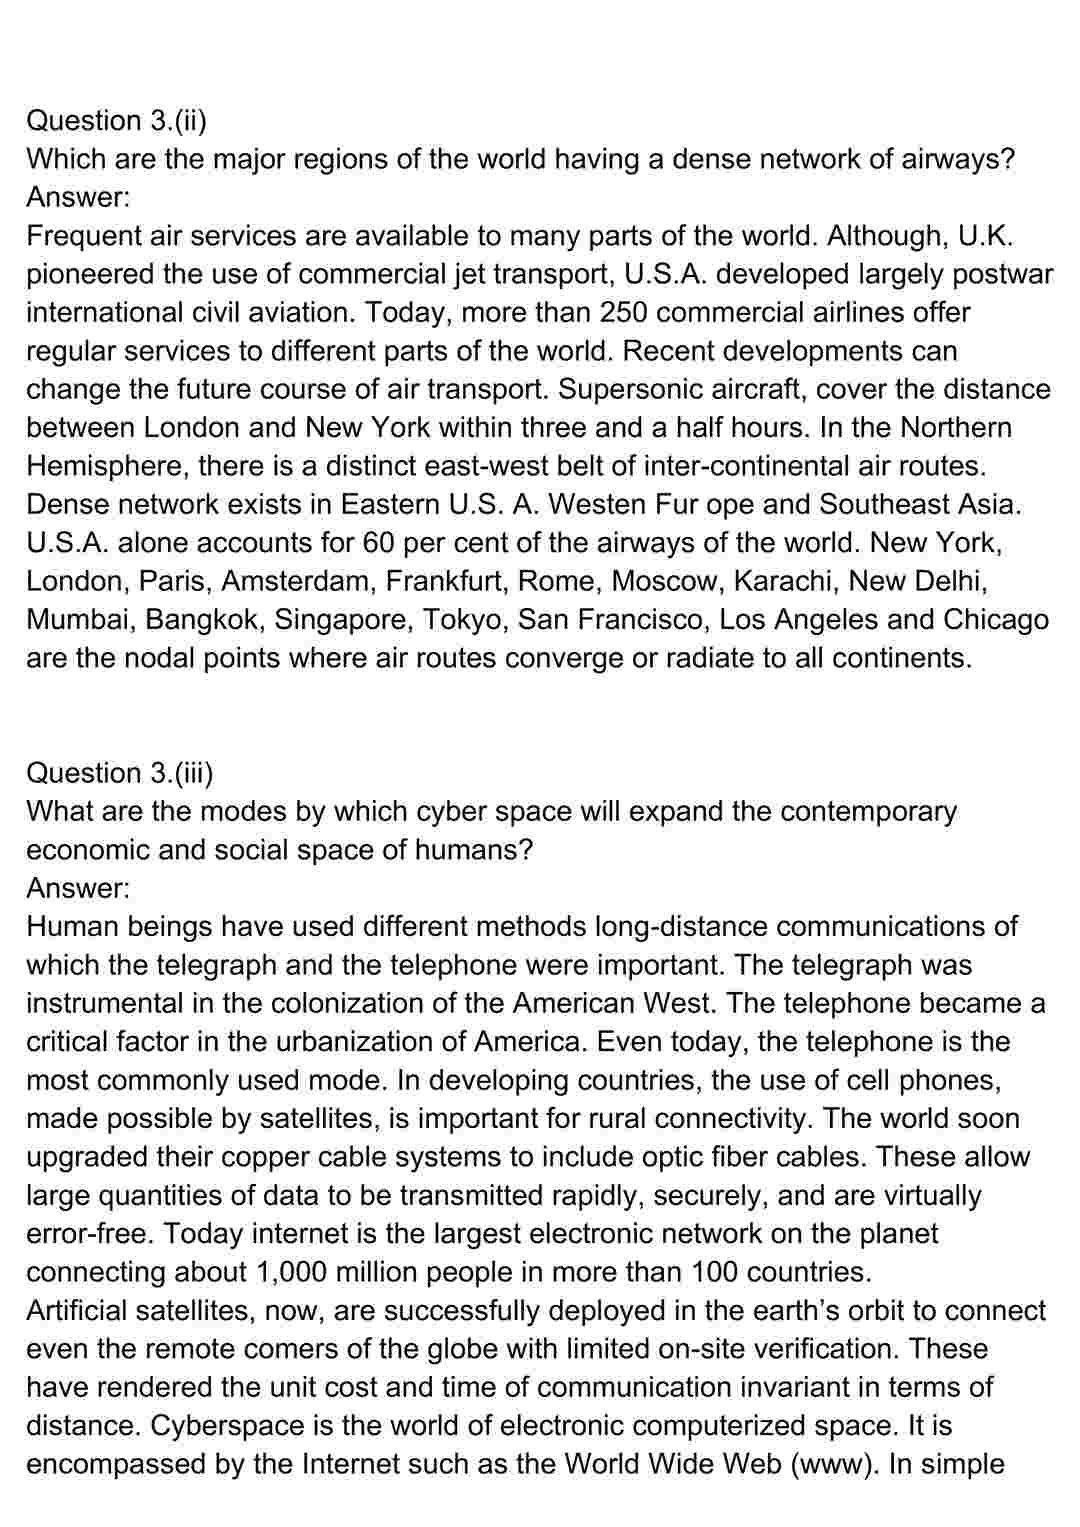 Question 3.(ii)
Which are the major regions of the world having a dense network of airways?
Answer:
Frequent air services are available to many parts of the world. Although, U.K.
pioneered the use of commercial jet transport, U.S.A. developed largely postwar
international civil aviation. Today, more than 250 commercial airlines offer
regular services to different parts of the world. Recent developments can
change the future course of air transport. Supersonic aircraft, cover the distance
between London and New York within three and a half hours. In the Northern
Hemisphere, there is a distinct east-west belt of inter-continental air routes.
Dense network exists in Eastern U.S. A. Westen Fur ope and Southeast Asia.
U.S.A. alone accounts for 60 per cent of the airways of the world. New York,
London, Paris, Amsterdam, Frankfurt, Rome, Moscow, Karachi, New Delhi,
Mumbai, Bangkok, Singapore, Tokyo, San Francisco, Los Angeles and Chicago
are the nodal points where air routes converge or radiate to all continents.
Question 3.(iii)
What are the modes by which cyber space will expand the contemporary
economic and social space of humans?
Answer:
Human beings have used different methods long-distance communications of
which the telegraph and the telephone were important. The telegraph was
instrumental in the colonization of the American West. The telephone became a
critical factor in the urbanization of America. Even today, the telephone is the
most commonly used mode. In developing countries, the use of cell phones,
made possible by satellites, is important for rural connectivity. The world soon
upgraded their copper cable systems to include optic fiber cables. These allow
large quantities of data to be transmitted rapidly, securely, and are virtually
error-free. Today internet is the largest electronic network on the planet
connecting about 1,000 million people in more than 100 countries.
Artificial satellites, now, are successfully deployed in the earth’s orbit to connect
even the remote comers of the globe with limited on-site verification. These
have rendered the unit cost and time of communication invariant in terms of
distance. Cyberspace is the world of electronic computerized space. It is
encompassed by the Internet such as the World Wide Web (www). In simple